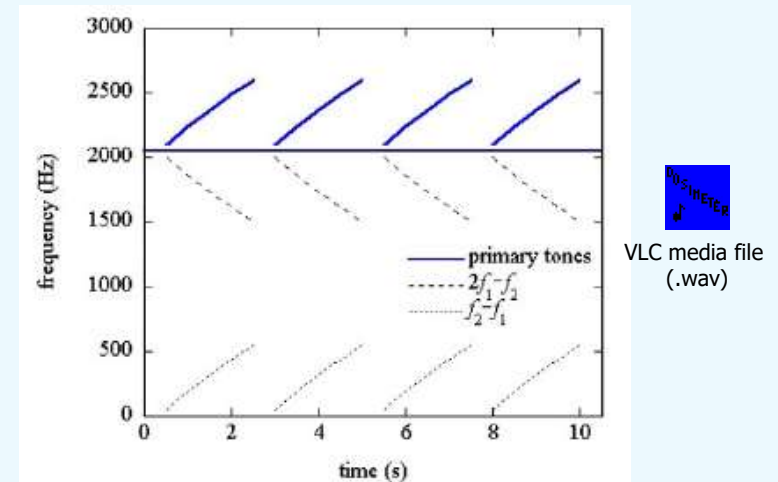 3000
2500
2000
1500
1000
500
0
frequency (Hz)
primary tones
2f₁-f₂
f₂-f₁
0 2 4 6 8 10
time (s)
DOSIMETER
VLC media file
(.wav)